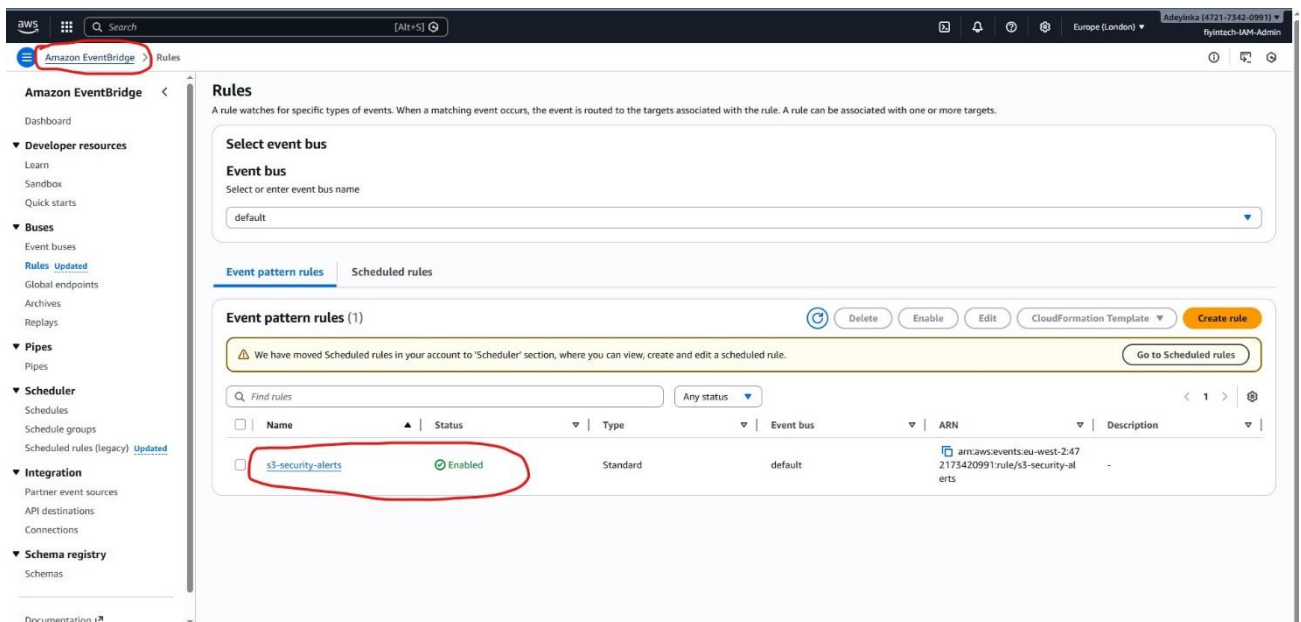 aws
Search
[Alt+S]
Europe (London)
Adeyinka (4721-7342-0991)
fiyintech-IAM-Admin
Amazon EventBridge > Rules
Amazon EventBridge
Dashboard
Developer resources
Learn
Sandbox
Quick starts
Buses
Event buses
Rules Updated
Global endpoints
Archives
Replays
Pipes
Pipes
Scheduler
Schedules
Schedule groups
Scheduled rules (legacy) Updated
Integration
Partner event sources
API destinations
Connections
Schema registry
Schemas
Documentation
Rules
A rule watches for specific types of events. When a matching event occurs, the event is routed to the targets associated with the rule. A rule can be associated with one or more targets.
Select event bus
Event bus
Select or enter event bus name
default
Event pattern rules
Scheduled rules
Event pattern rules (1)
Delete
Enable
Edit
CloudFormation Template
Create rule
We have moved Scheduled rules in your account to 'Scheduler' section, where you can view, create and edit a scheduled rule.
Go to Scheduled rules
Find rules
Any status
1
Name
Status
Type
Event bus
ARN
Description
s3-security-alerts
Enabled
Standard
default
arn:aws:events:eu-west-2:47
2173420991:rule/s3-security-al
erts
-